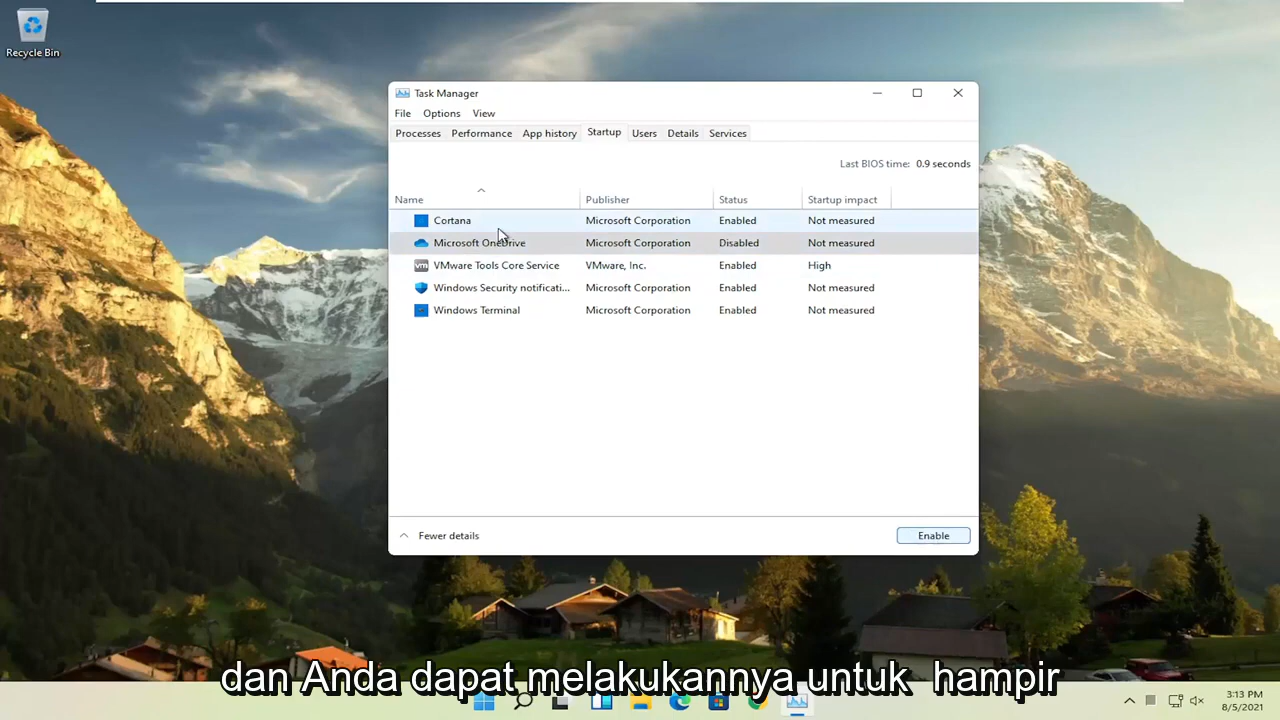 Recycle Bin
Task Manager
File Options View
Processes Performance App history Startup Users Details Services
Last BIOS time: 0.9 seconds
Name Publisher Status Startup impact
Cortana Microsoft Corporation Enabled Not measured
Microsoft OneDrive Microsoft Corporation Disabled Not measured
vm VMware Tools Core Service VMware, Inc. Enabled High
Windows Security notificati... Microsoft Corporation Enabled Not measured
Windows Terminal Microsoft Corporation Enabled Not measured
Fewer details Enable
dan Anda dapat melakukannya untuk hampir
3:13 PM
8/5/2021